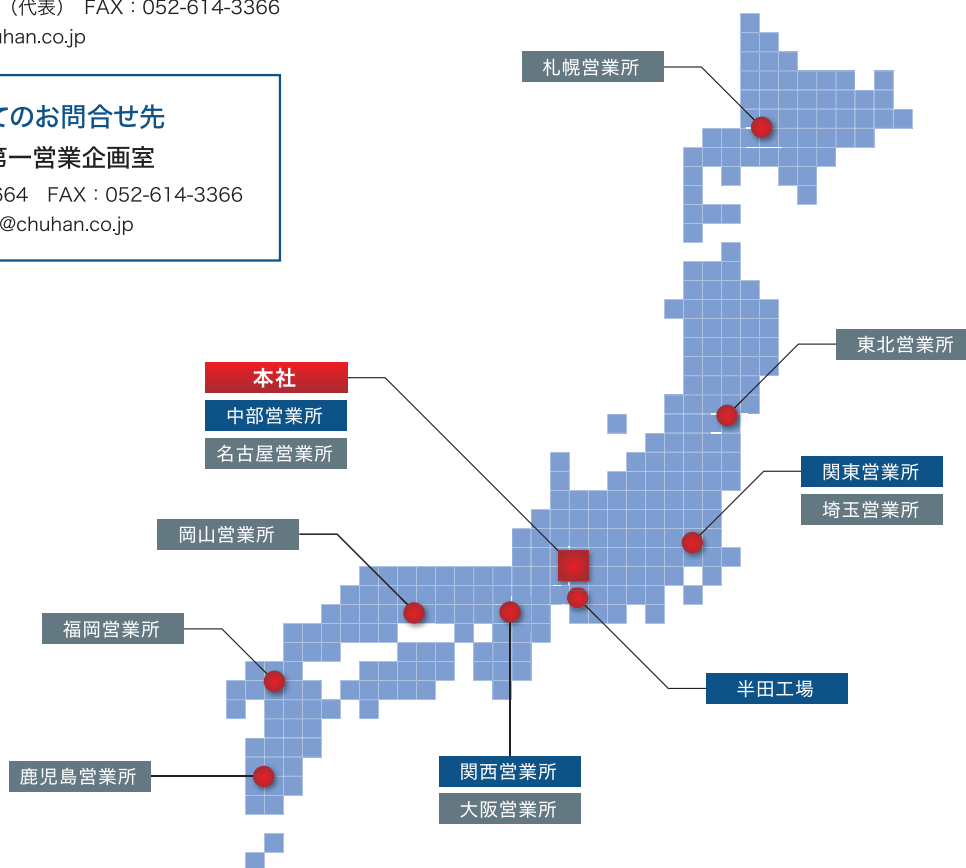 （代表） FAX：052-614-3366
uhan.co.jp
てのお問合せ先
第一営業企画室
664 FAX：052-614-3366
@chuhan.co.jp
札幌営業所
東北営業所
本社
中部営業所
名古屋営業所
関東営業所
埼玉営業所
岡山営業所
福岡営業所
半田工場
関西営業所
鹿児島営業所
大阪営業所